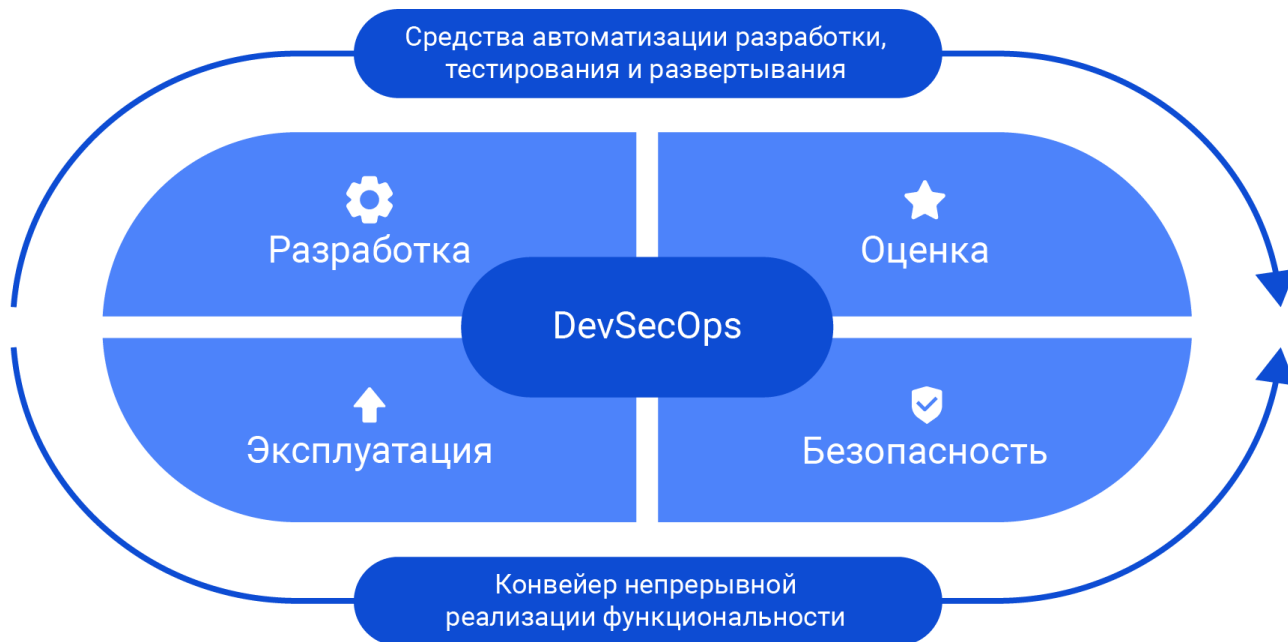 Средства автоматизации разработки,
тестирования и развертывания
Разработка
Оценка
DevSecOps
Эксплуатация
Безопасность
Конвейер непрерывной
реализации функциональности